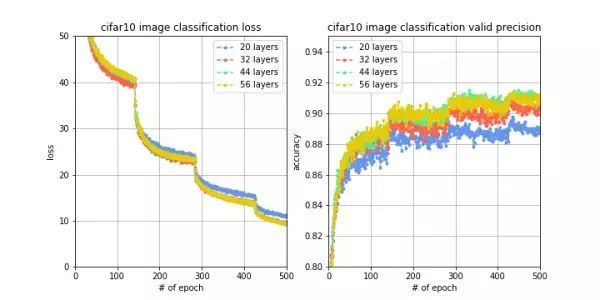 cifar10 image classification loss
50
40
30
20
10
0
loss
0
100
200
300
400
500
# of epoch
20 layers
32 layers
44 layers
56 layers
cifar10 image classification valid precision
0.94
0.92
0.90
0.88
0.86
0.84
0.82
0.80
accuracy
0
100
200
300
400
500
# of epoch
20 layers
32 layers
44 layers
56 layers